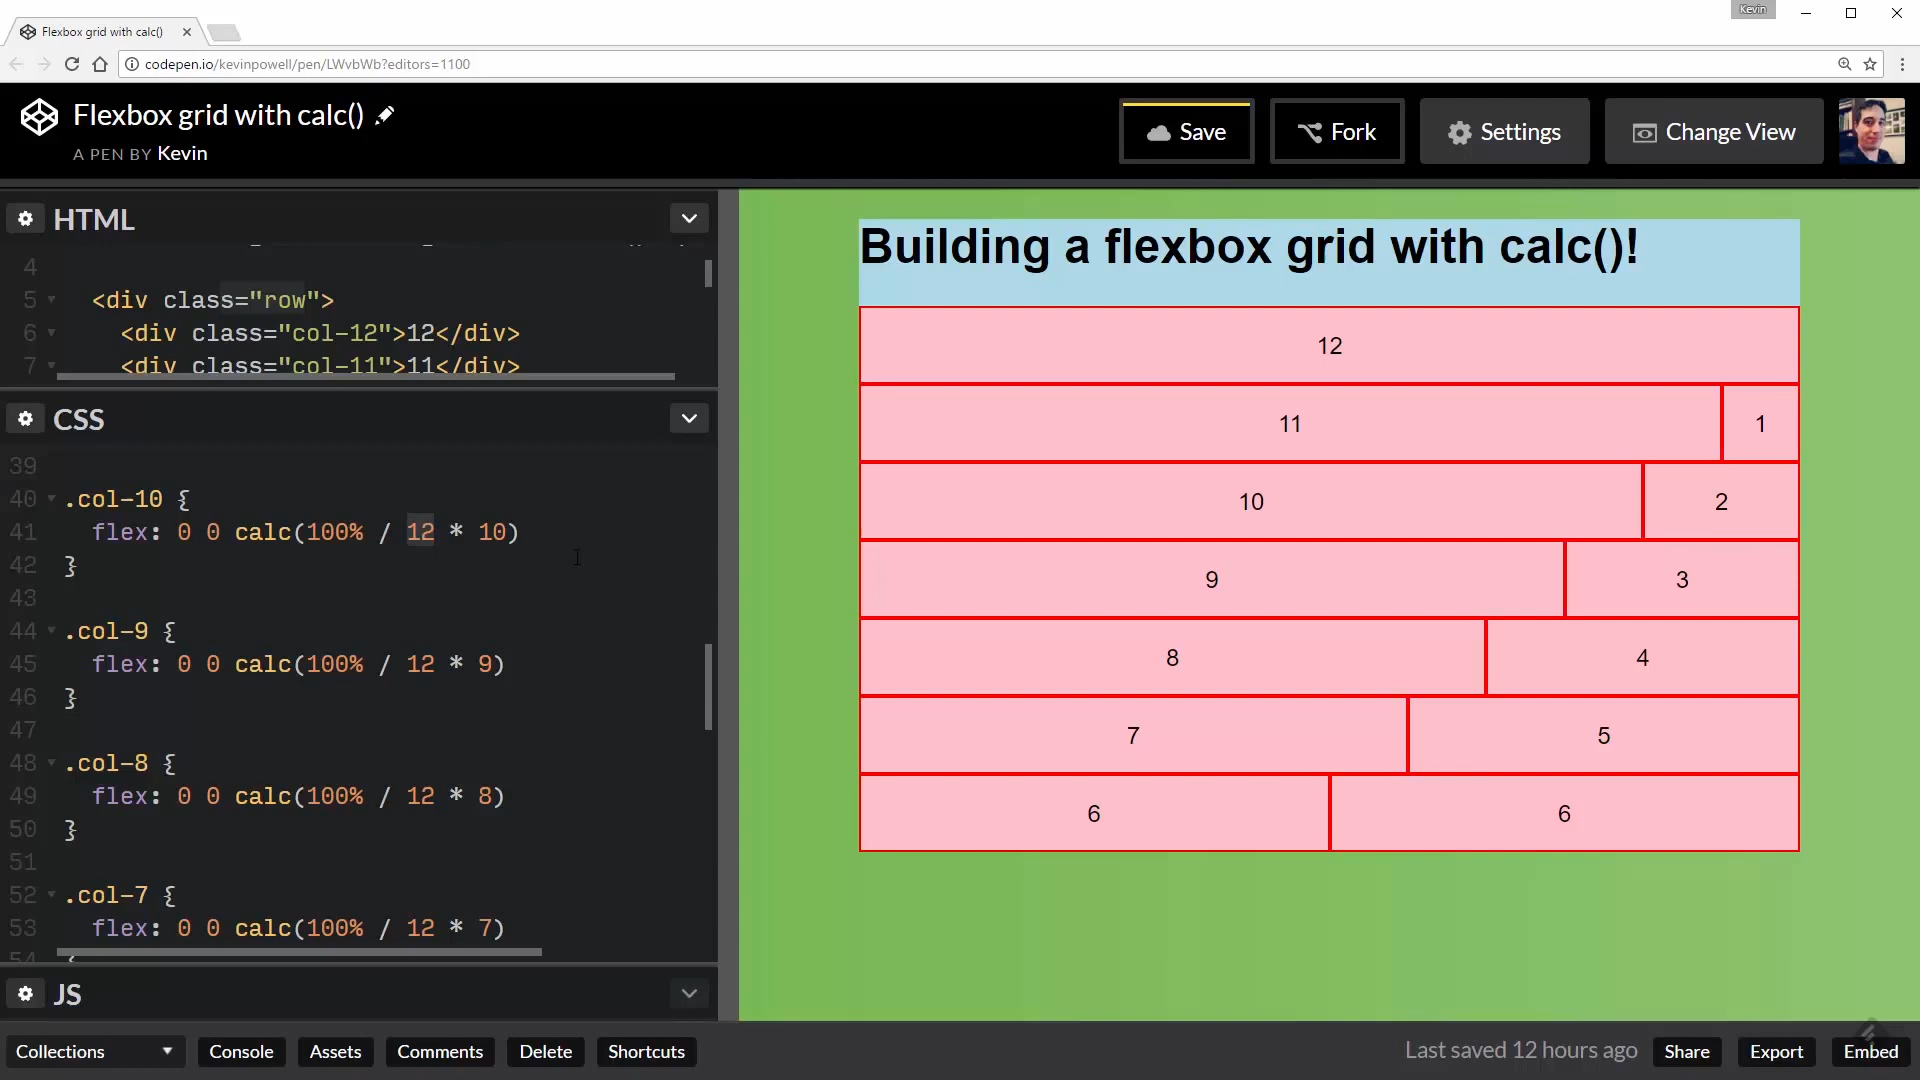 Kevin
Flexbox grid with calc()
codepen.io/kevinpowell/pen/LWvbWb?editors=1100
Flexbox grid with calc()
A PEN BY Kevin
Save
Fork
Settings
Change View
HTML
4
5 <div class="row">
6 <div class="col-12">12</div>
7 <div class="col-11">11</div>
CSS
39
40 .col-10 {
41 flex: 0 0 calc(100% / 12 * 10)
42 }
43
44 .col-9 {
45 flex: 0 0 calc(100% / 12 * 9)
46 }
47
48 .col-8 {
49 flex: 0 0 calc(100% / 12 * 8)
50 }
51
52 .col-7 {
53 flex: 0 0 calc(100% / 12 * 7)
JS
Building a flexbox grid with calc()!
12
11 1
10 2
9 3
8 4
7 5
6 6
Collections
Console
Assets
Comments
Delete
Shortcuts
Last saved 12 hours ago
Share
Export
Embed